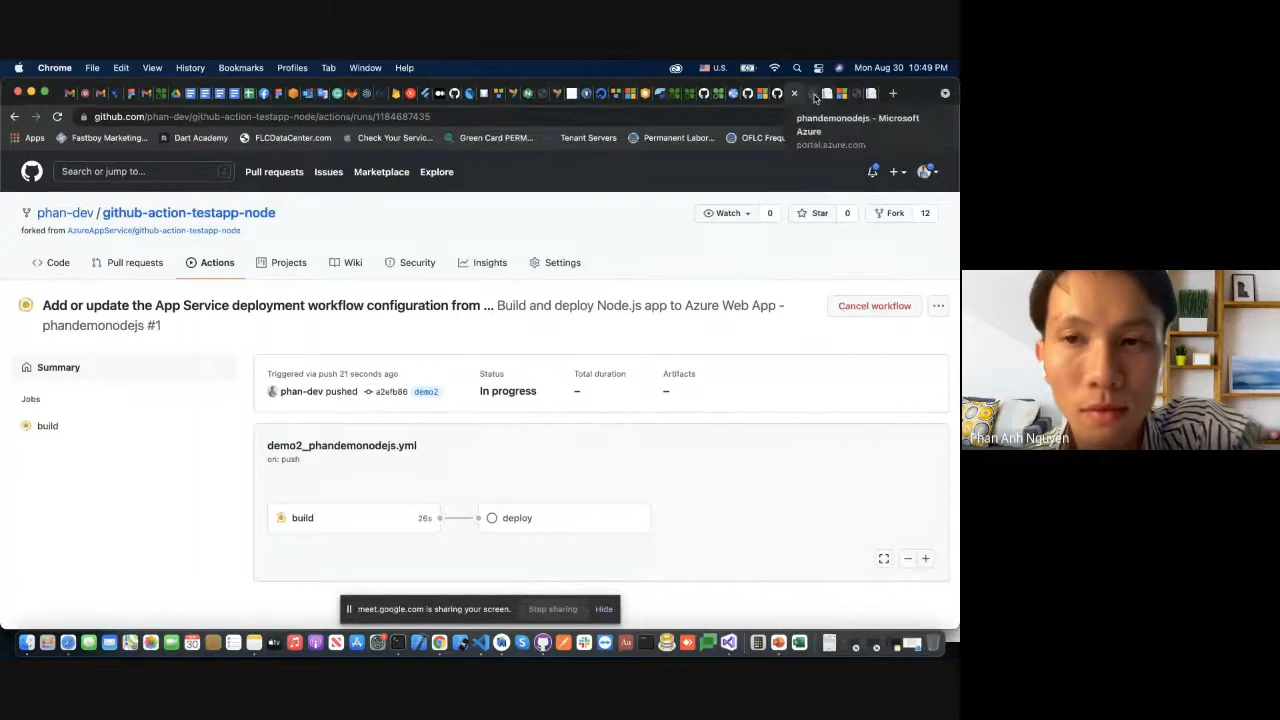 Chrome File Edit View History Bookmarks Profiles Tab Window Help U.S. Mon Aug 30 10:49 PM
github.com/phan-dev/github-action-testapp-node/actions/runs/1184687435
phandemonodejs - Microsoft
Azure
portal.azure.com
Apps Fastboy Marketing... Dart Academy FLCDataCenter.com Check Your Servic... Green Card PERM... Tenant Servers Permanent Labor... OFLC Freq
Search or jump to... / Pull requests Issues Marketplace Explore
phan-dev / github-action-testapp-node Watch 0 Star 0 Fork 12
forked from AzureAppService/github-action-testapp-node
Code Pull requests Actions Projects Wiki Security Insights Settings
Add or update the App Service deployment workflow configuration from ... Build and deploy Node.js app to Azure Web App -
phandemonodejs #1
Cancel workflow
Summary
Jobs
build
Triggered via push 21 seconds ago Status Total duration Artifacts
phan-dev pushed a2efb86 demo2 In progress – –
demo2_phandemonodejs.yml
on: push
build 26s deploy
meet.google.com is sharing your screen. Stop sharing Hide
30
Phan Anh Nguyen